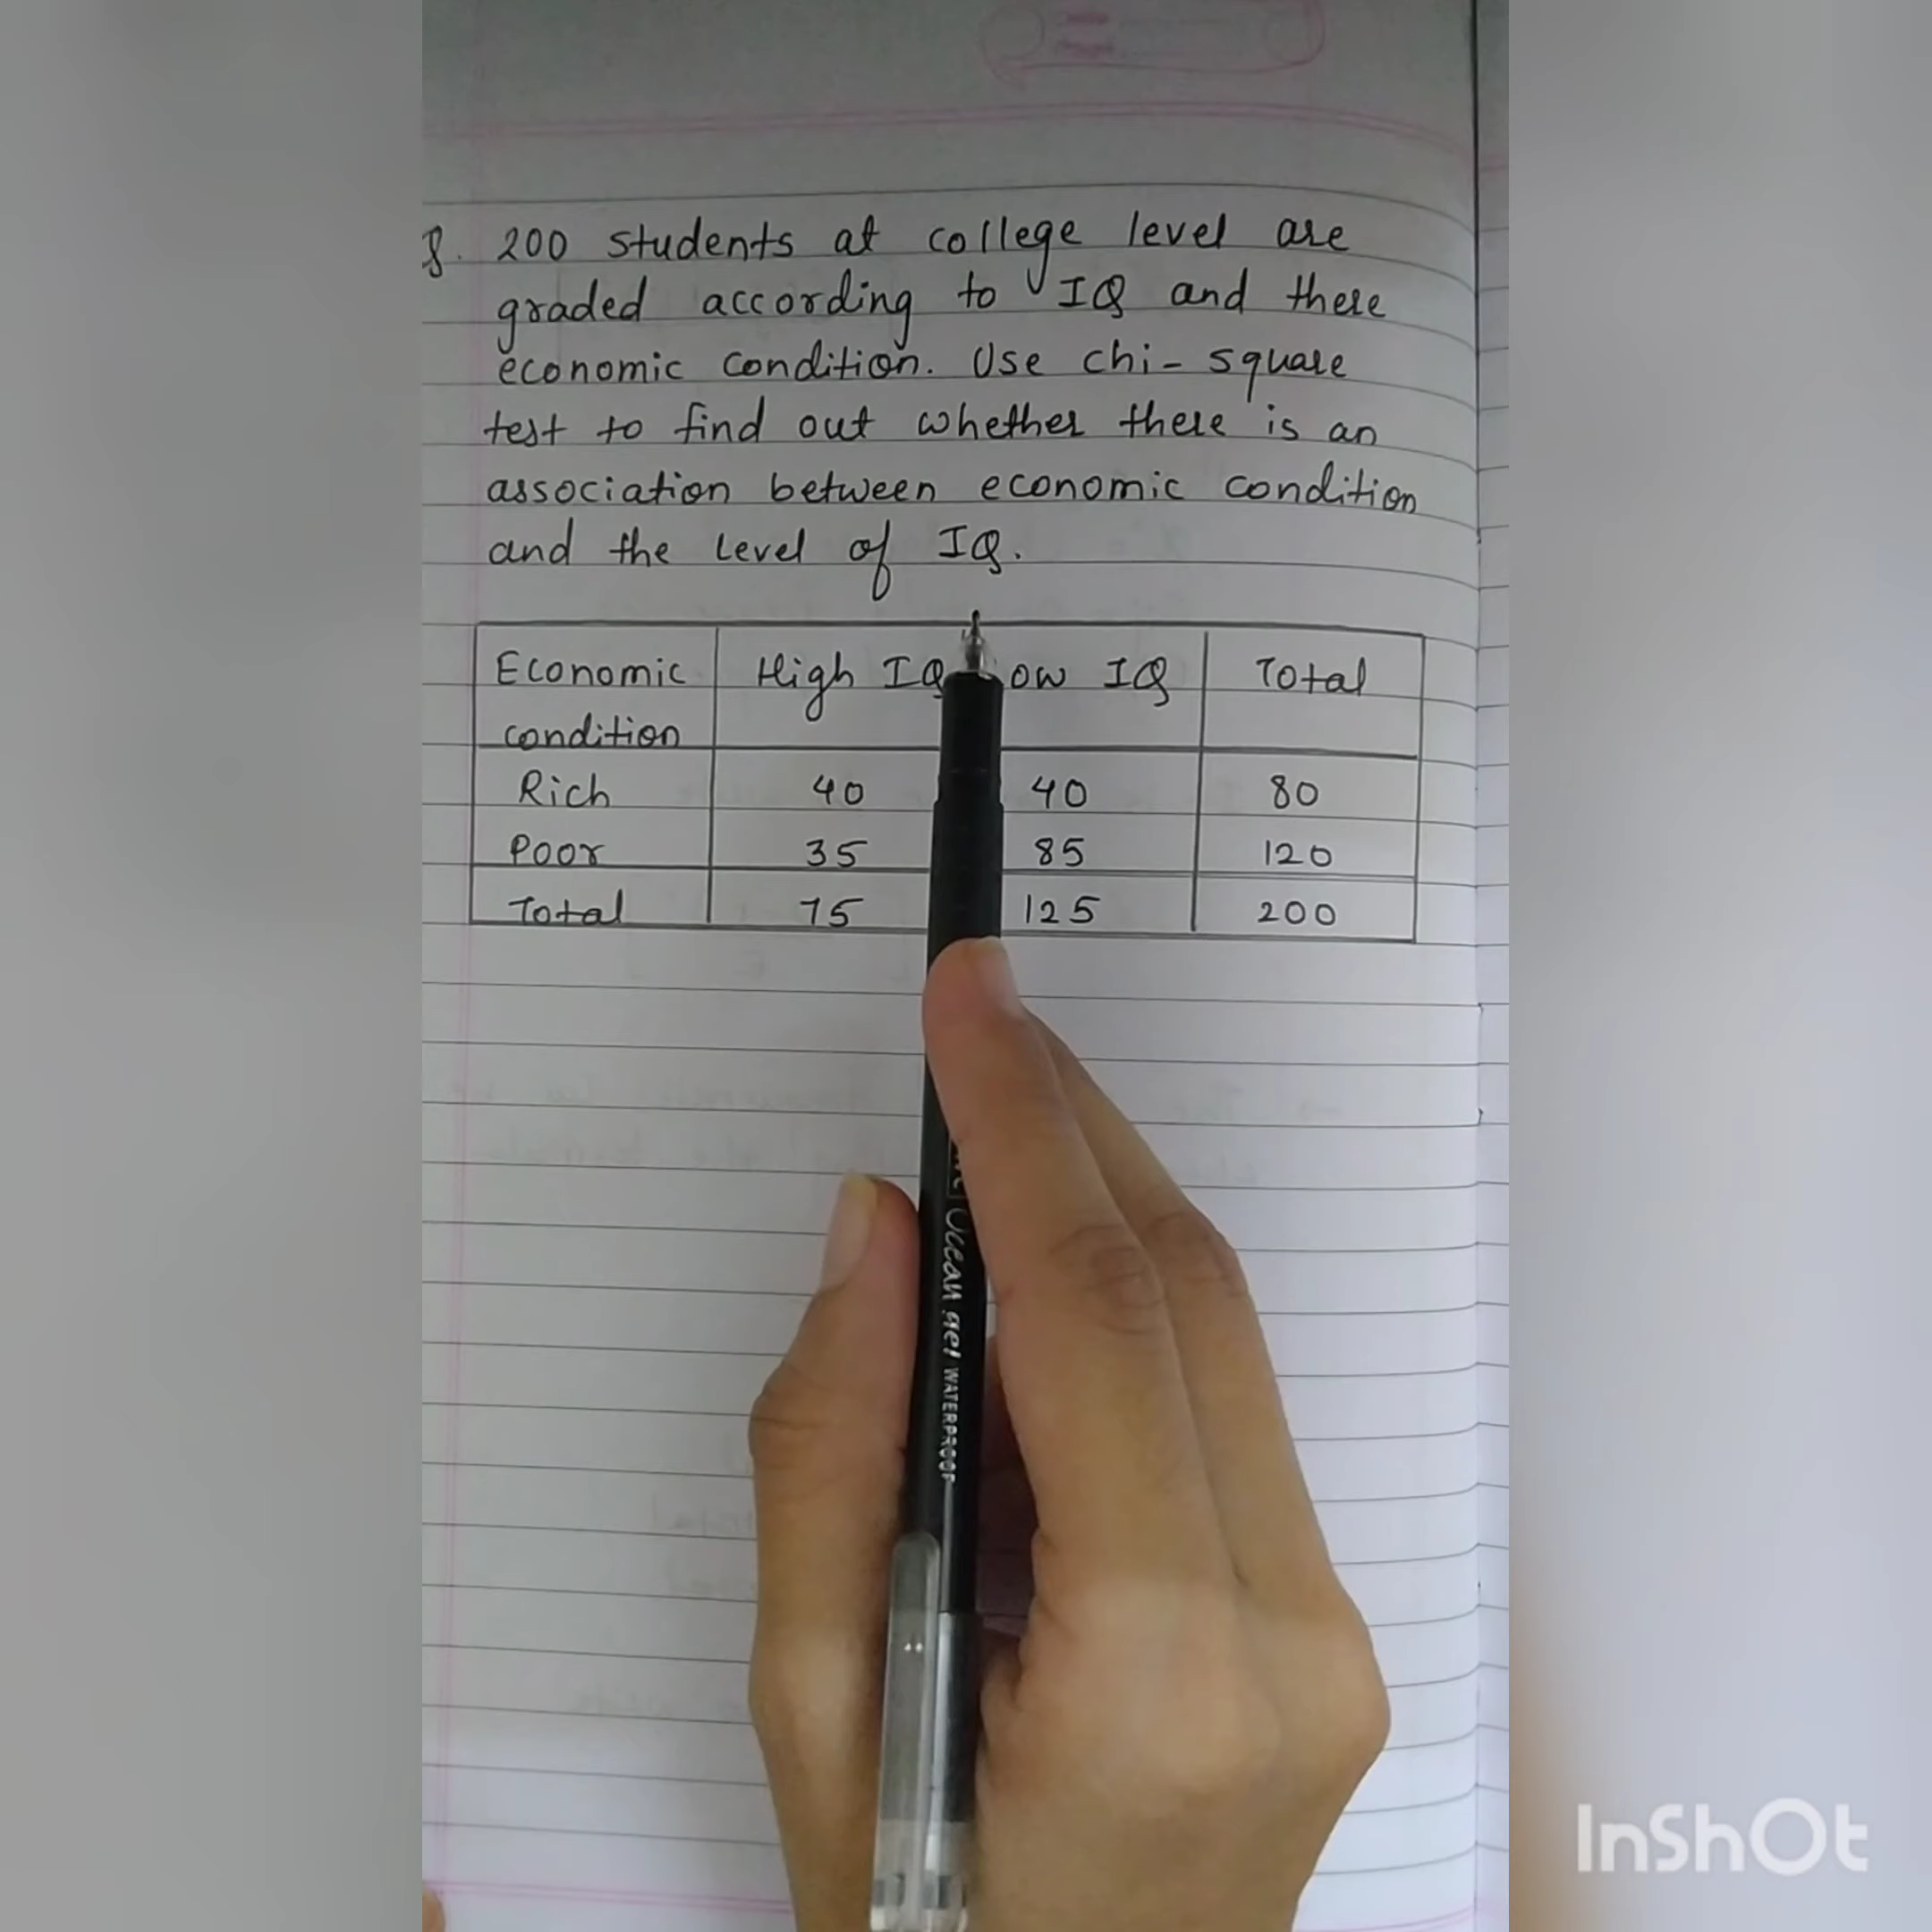 8. 200 students at college level are
graded according to IQ and there
economic condition. Use chi-square
test to find out whether there is an
association between economic condition
and the level of IQ.
Economic condition High IQ ow IQ Total
Rich 40 40 80
Poor 35 85 120
Total 75 125 200
Ocean gel WATERPROOF
InShOt